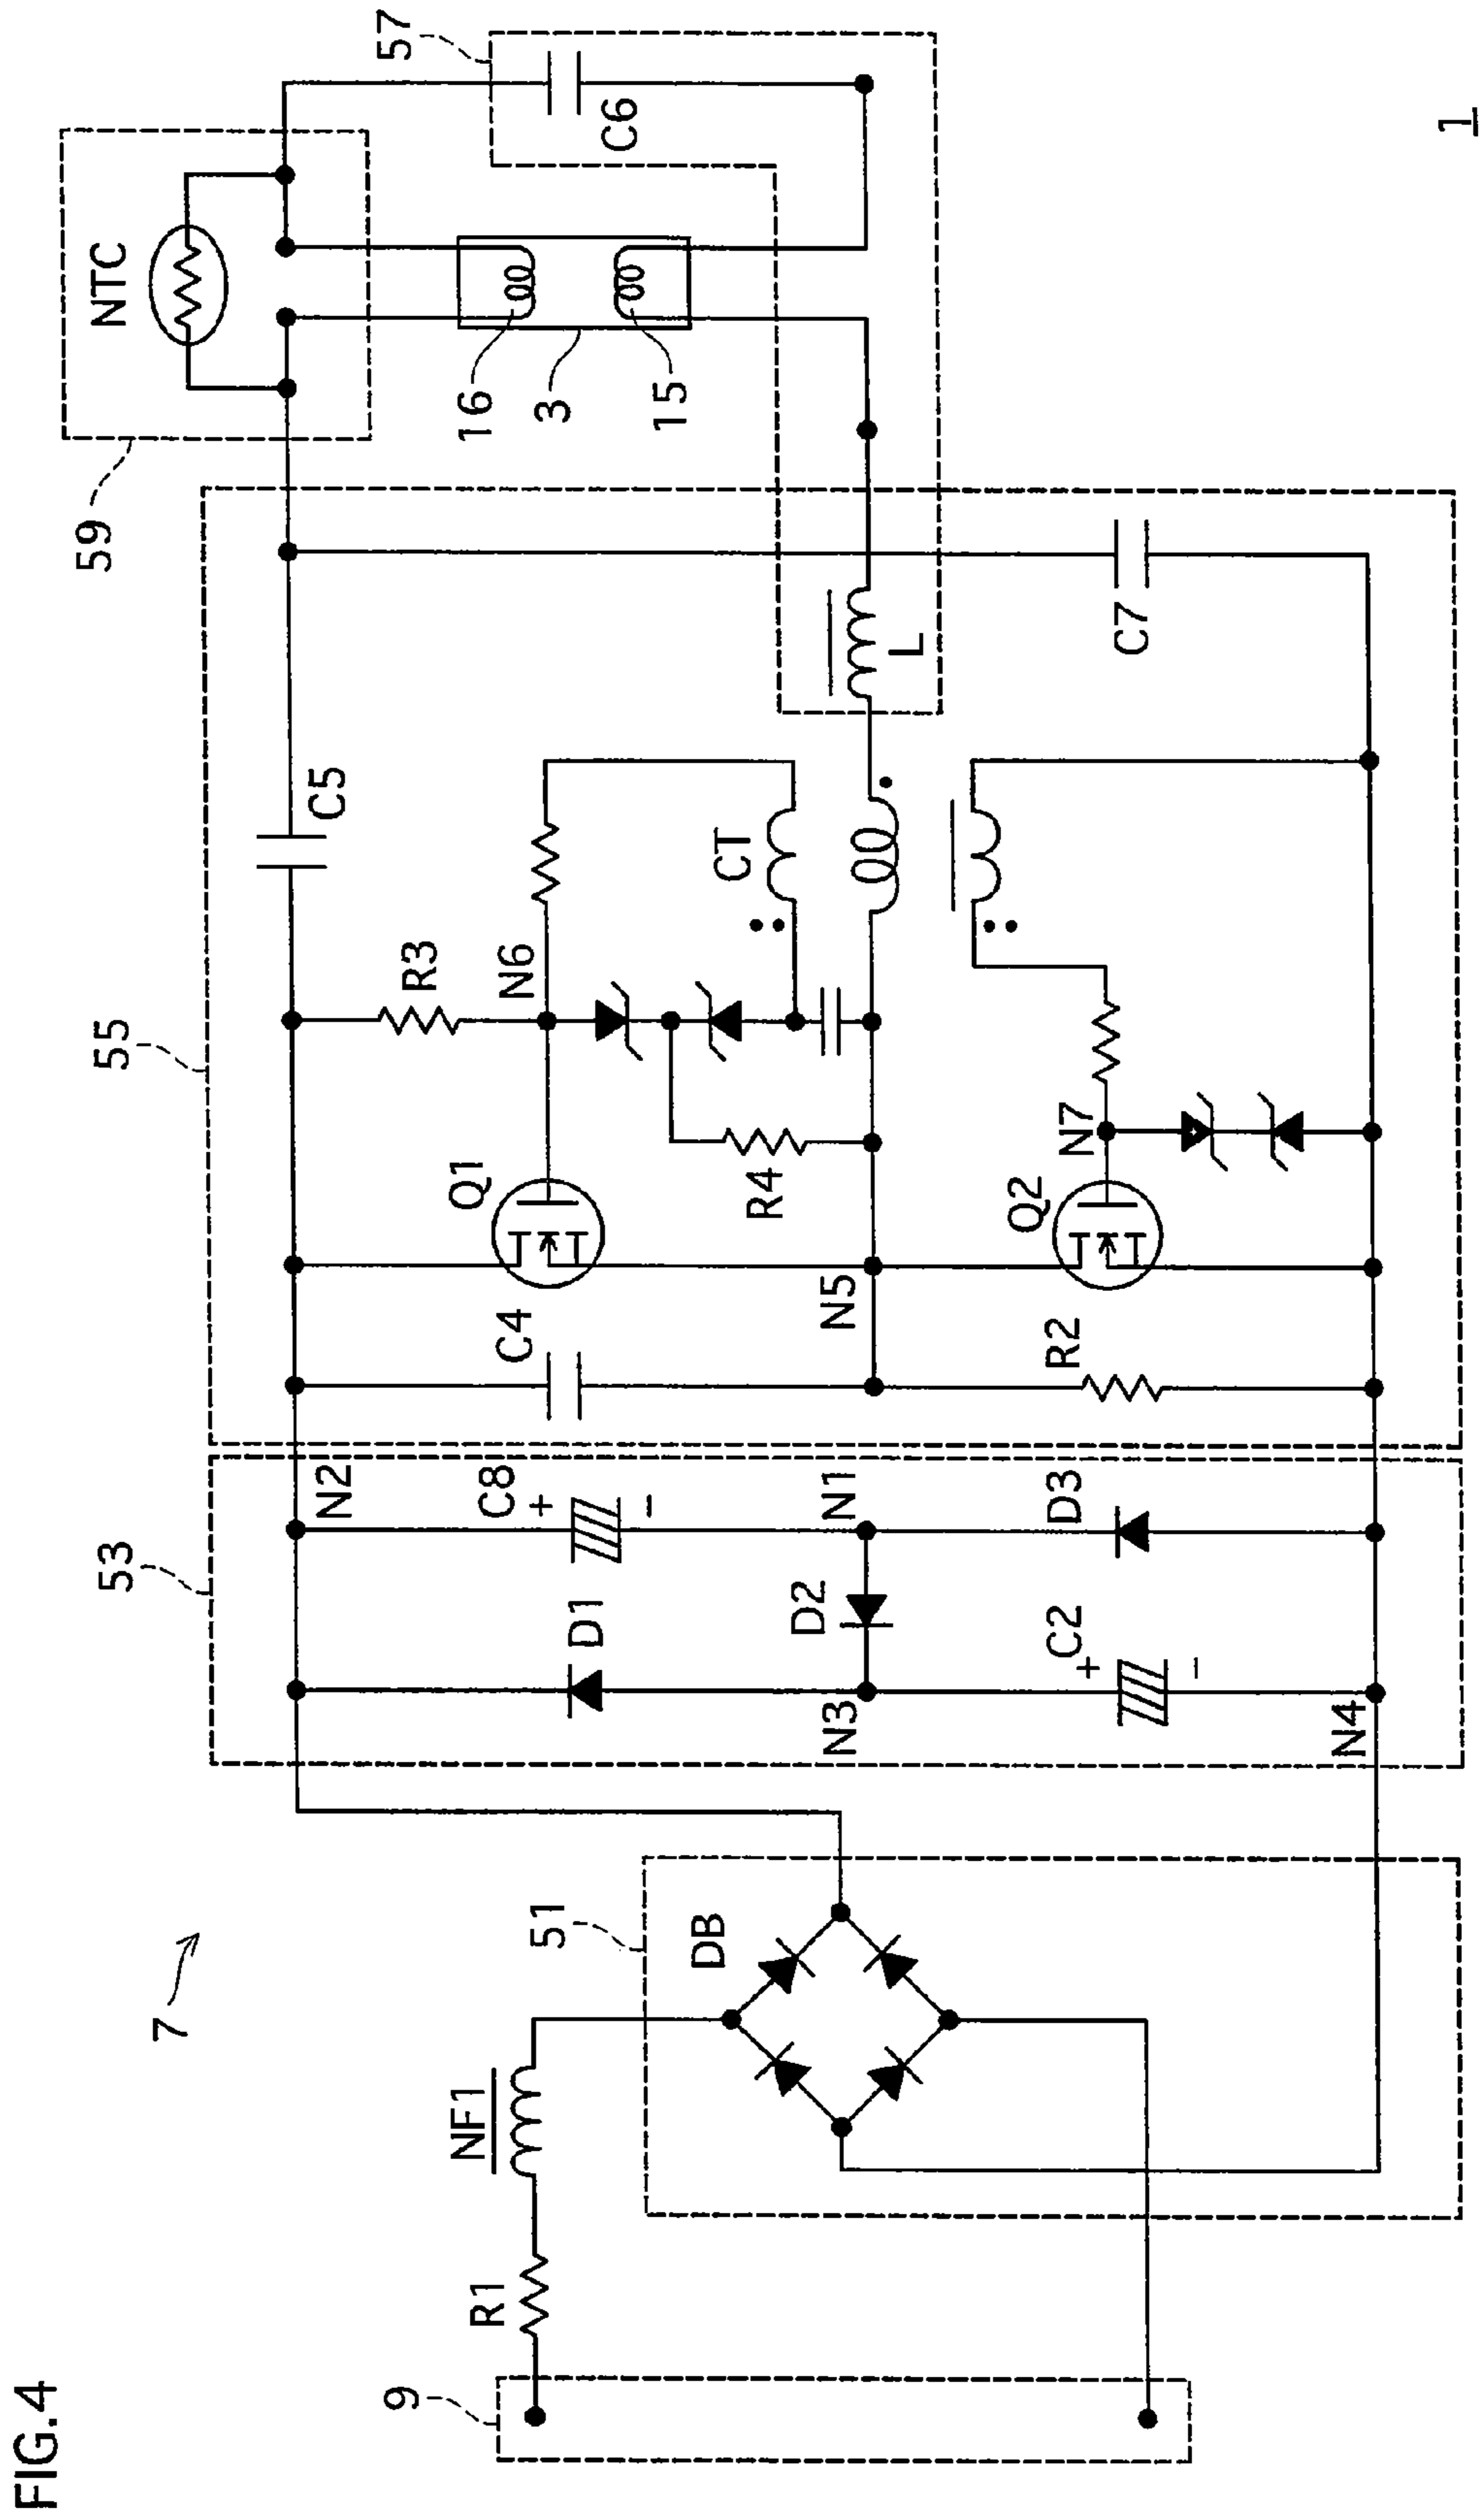 FIG.4
7
9
R1
NF1
51
DB
53
N2
D1
C8
+
−
N1
D2
D3
N3
C2
+
−
N4
55
C4
R2
Q1
N5
Q2
R3
N6
R4
N7
C5
CT
L
C7
59
NTC
16
3
15
57
C6
1